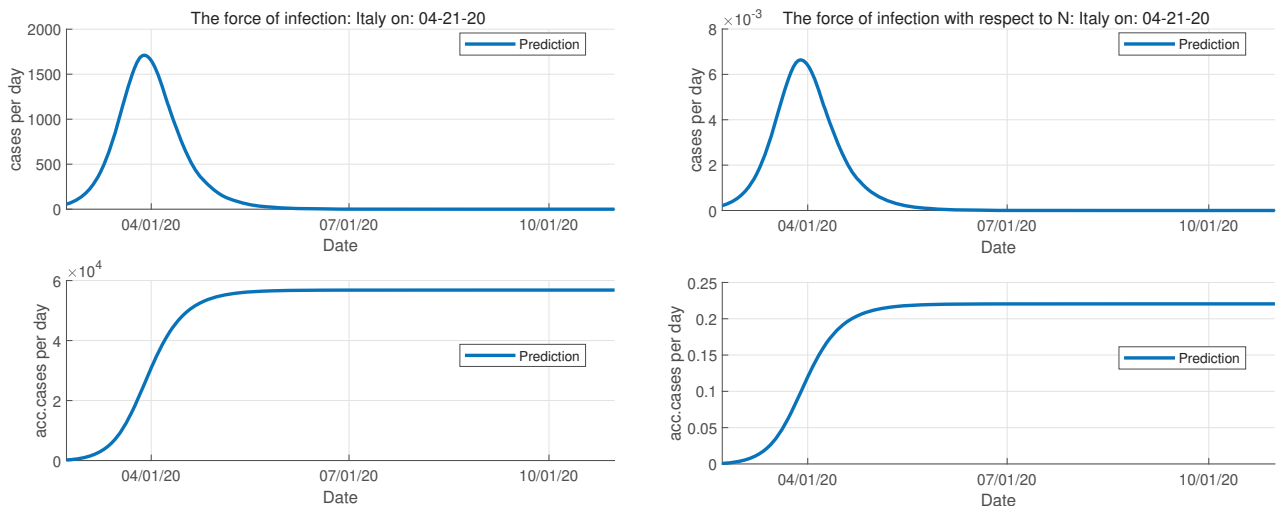 The force of infection: Italy on: 04-21-20
2000
1500
1000
500
0
cases per day
Prediction
04/01/20
07/01/20
10/01/20
Date
The force of infection with respect to N: Italy on: 04-21-20
×10-3
8
6
4
2
0
cases per day
Prediction
04/01/20
07/01/20
10/01/20
Date
×104
6
4
2
0
acc.cases per day
Prediction
04/01/20
07/01/20
10/01/20
Date
0.25
0.2
0.15
0.1
0.05
0
acc.cases per day
Prediction
04/01/20
07/01/20
10/01/20
Date